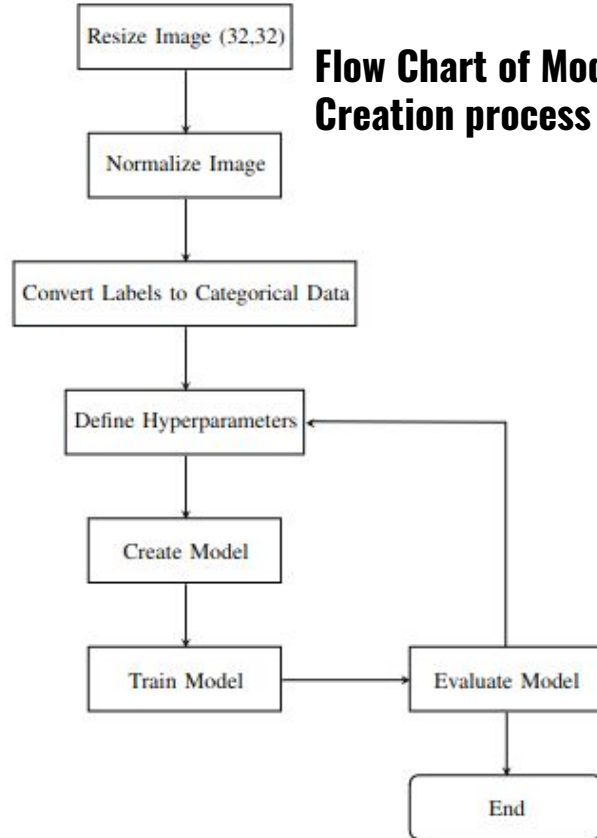 Resize Image (32,32)
Flow Chart of
Creation process
Normalize Image
Convert Labels to Categorical Data
Define Hyperparameters
Create Model
Train Model
Evaluate Model
End